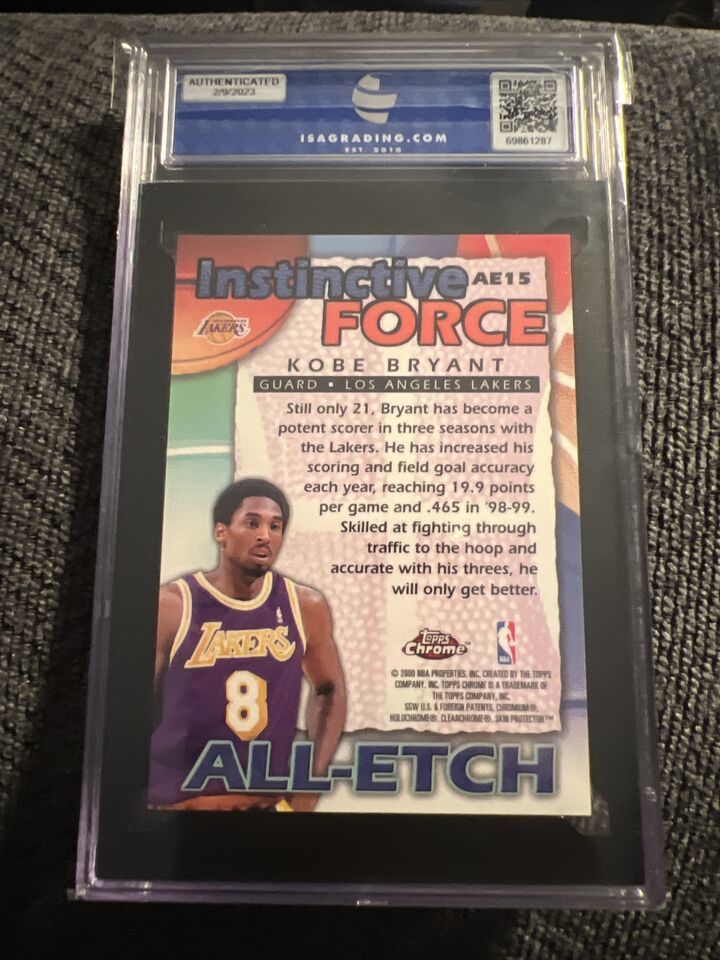 AUTHENTICATED
2/9/2023
ISAGRADING.COM
EST. 2010
69861287
Instinctive AE15
FORCE
LAKERS
KOBE BRYANT
GUARD • LOS ANGELES LAKERS
Still only 21, Bryant has become a
potent scorer in three seasons with
the Lakers. He has increased his
scoring and field goal accuracy
each year, reaching 19.9 points
per game and .465 in '98-99.
Skilled at fighting through
traffic to the hoop and
accurate with his threes, he
will only get better.
LAKERS
8
Topps
Chrome™
NBA
© 2000 NBA PROPERTIES, INC. CREATED BY THE TOPPS
COMPANY, INC. TOPPS CHROME IS A TRADEMARK OF
THE TOPPS COMPANY, INC.
SGW U.S. & FOREIGN PATENTS, CHROMIUM®,
HOLOCHROME®, CLEARCHROME®, SKIN PROTECTOR™
ALL-ETCH